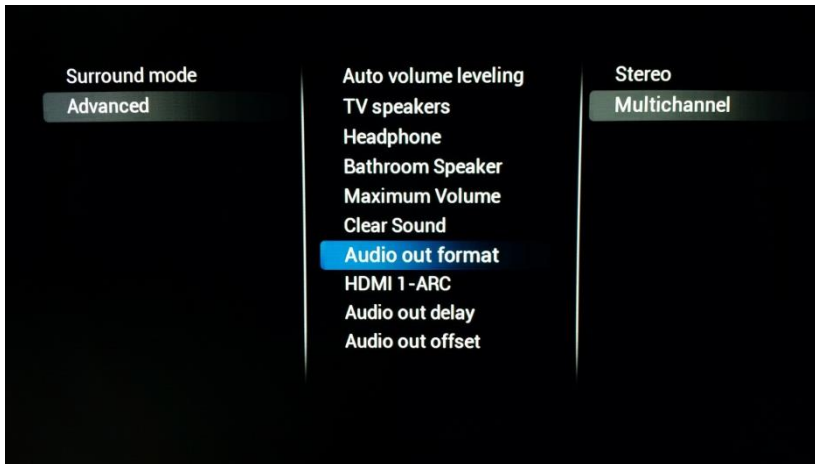 Surround mode
Advanced
Auto volume leveling
TV speakers
Headphone
Bathroom Speaker
Maximum Volume
Clear Sound
Audio out format
HDMI 1-ARC
Audio out delay
Audio out offset
Stereo
Multichannel